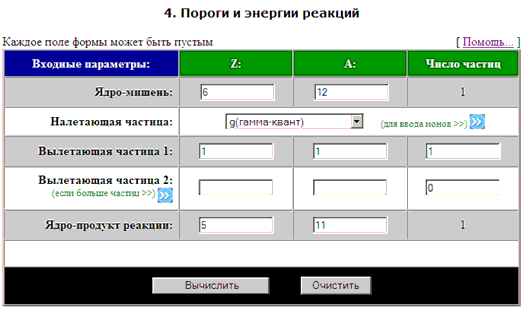 4. Пороги и энергии реакций
Каждое поле формы может быть пустым [ Помощь... ]
Входные параметры: Z: A: Число частиц
Ядро-мишень: 6 12 1
Налетающая частица: g(гамма-квант) (для ввода ионов >>)
Вылетающая частица 1: 1 1 1
Вылетающая частица 2: 0
(если больше частиц >>)
Ядро-продукт реакции: 5 11 1
Вычислить Очистить